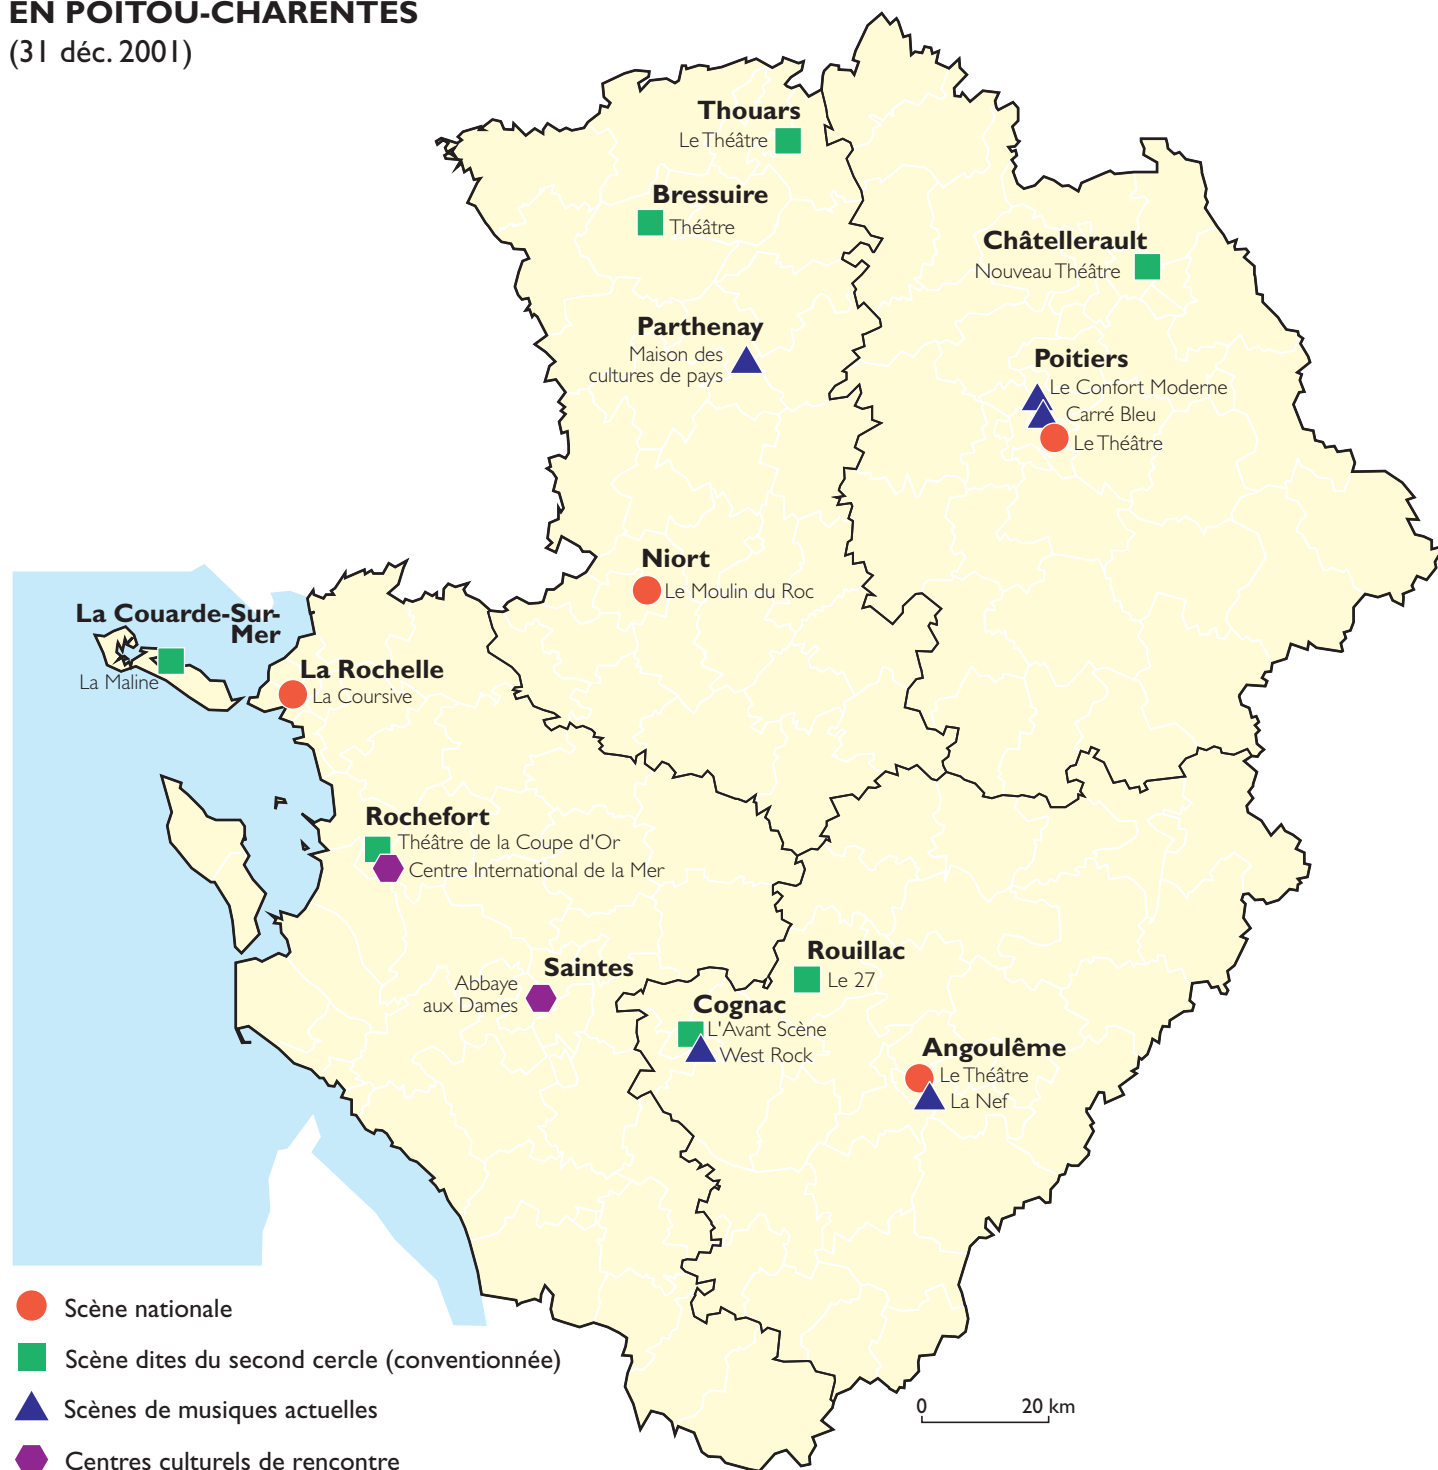 EN POITOU-CHARENTES
(31 déc. 2001)
Thouars
Le Théâtre
Bressuire
Théâtre
Châtellerault
Nouveau Théâtre
Parthenay
Maison des
cultures de pays
Poitiers
Le Confort Moderne
Carré Bleu
Le Théâtre
Niort
Le Moulin du Roc
La Couarde-Sur-
Mer
La Maline
La Rochelle
La Coursive
Rochefort
Théâtre de la Coupe d'Or
Centre International de la Mer
Saintes
Abbaye
aux Dames
Rouillac
Le 27
Cognac
L'Avant Scène
West Rock
Angoulême
Le Théâtre
La Nef
Scène nationale
Scène dites du second cercle (conventionnée)
Scènes de musiques actuelles
Centres culturels de rencontre
0 20 km